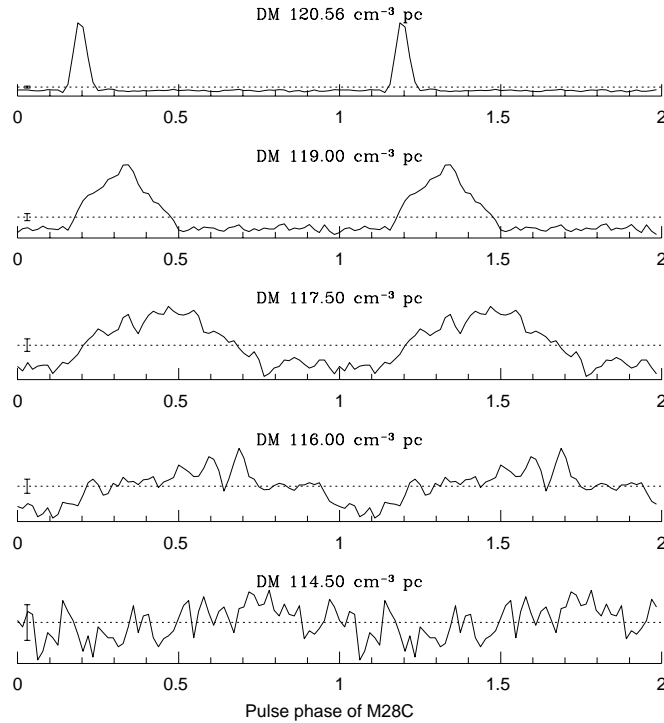 DM 120.56 cm⁻³ pc
0 0.5 1 1.5 2
DM 119.00 cm⁻³ pc
0 0.5 1 1.5 2
DM 117.50 cm⁻³ pc
0 0.5 1 1.5 2
DM 116.00 cm⁻³ pc
0 0.5 1 1.5 2
DM 114.50 cm⁻³ pc
0 0.5 1 1.5 2
Pulse phase of M28C